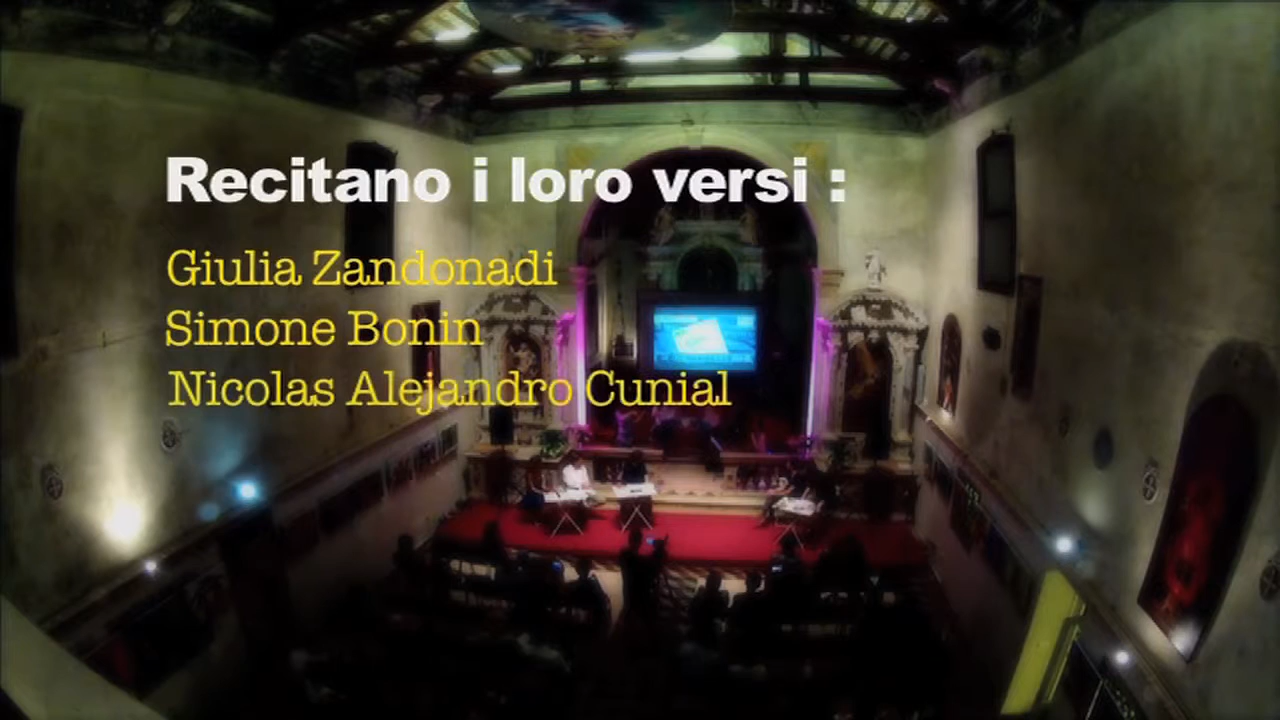 Recitano i loro versi :
Giulia Zandonadi
Simone Bonin
Nicolas Alejandro Cunial